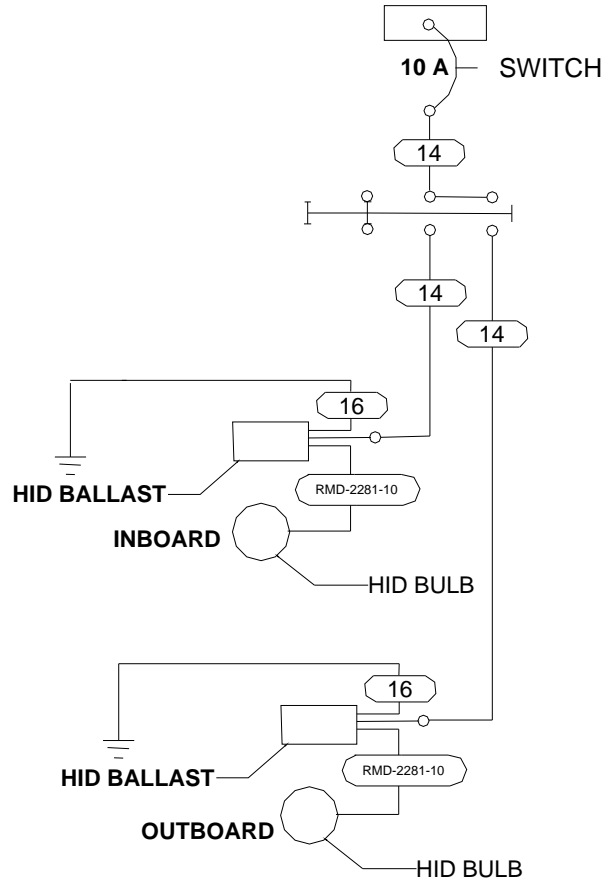 10 A SWITCH
14
14
14
16
HID BALLAST
RMD-2281-10
INBOARD
HID BULB
16
HID BALLAST
RMD-2281-10
OUTBOARD
HID BULB